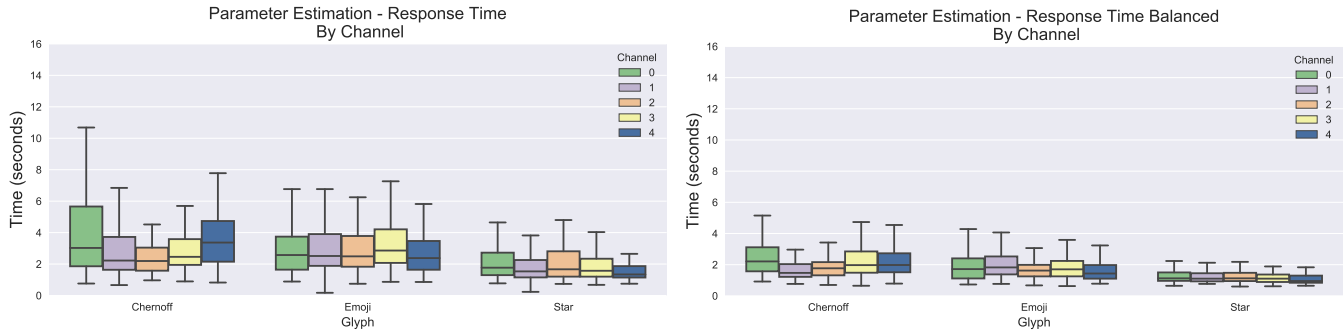 Parameter Estimation - Response Time
By Channel
16
14
12
10
8
6
4
2
0
Time (seconds)
Channel
0
1
2
3
4
Chernoff
Emoji
Star
Glyph
Parameter Estimation - Response Time Balanced
By Channel
16
14
12
10
8
6
4
2
0
Time (seconds)
Channel
0
1
2
3
4
Chernoff
Emoji
Star
Glyph